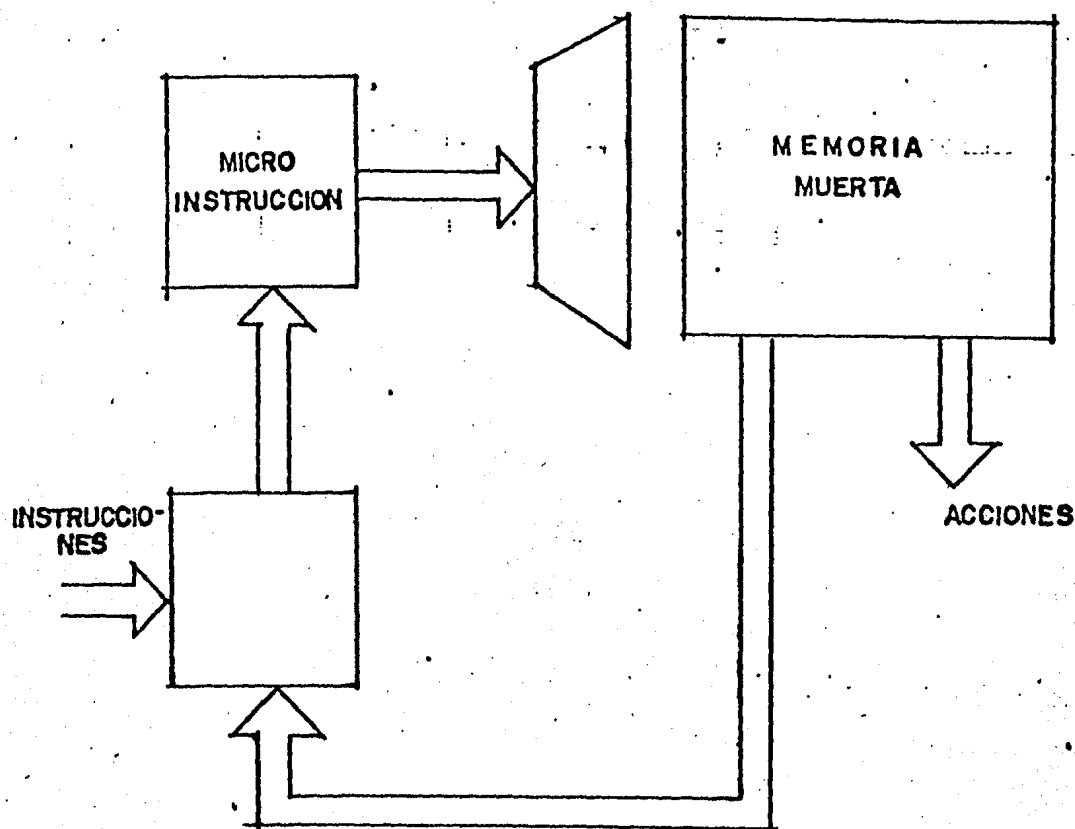 MICRO
INSTRUCCION
MEMORIA
MUERTA
INSTRUCCIO-
NES
ACCIONES